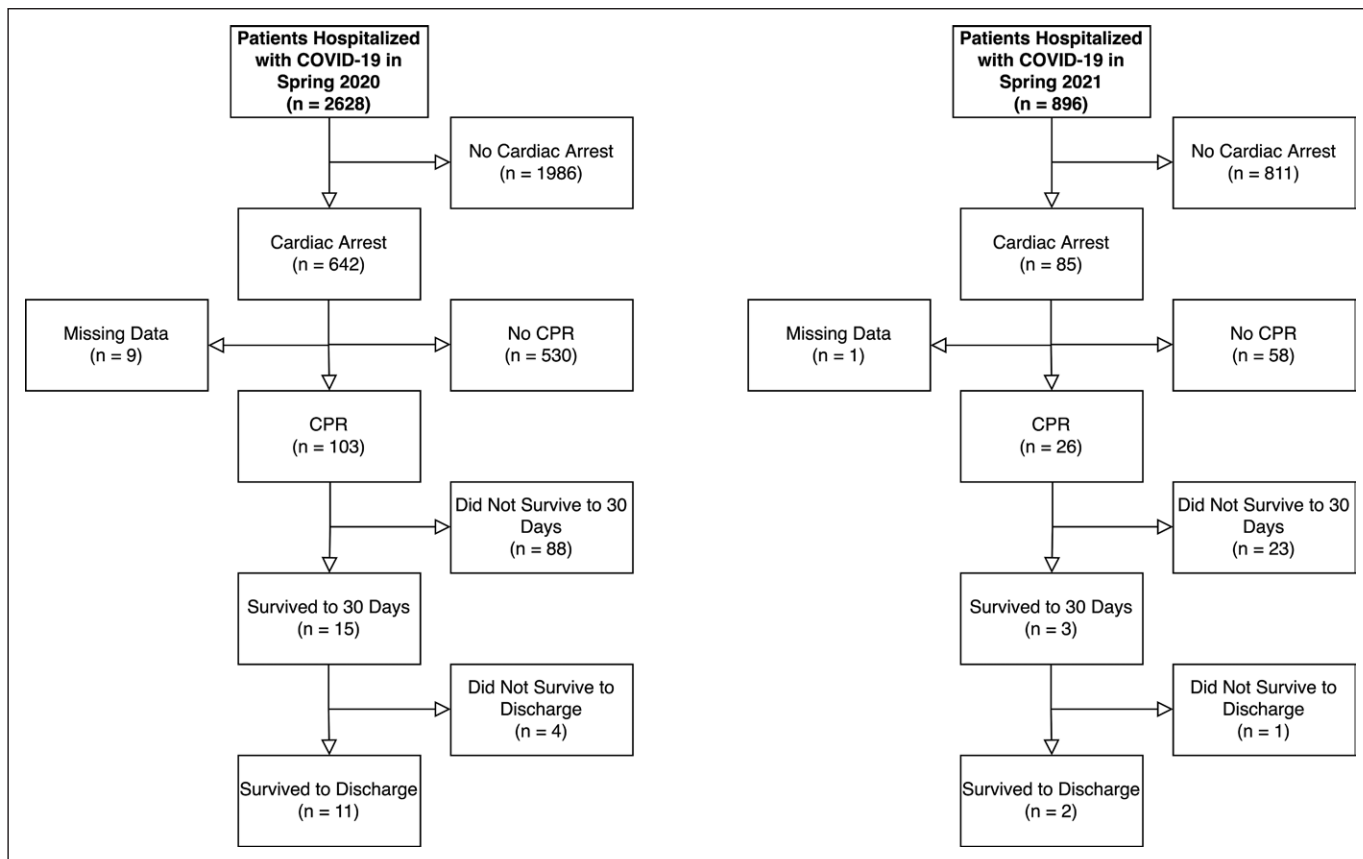 Patients Hospitalized
with COVID-19 in
Spring 2020
(n = 2628)
No Cardiac Arrest
(n = 1986)
Cardiac Arrest
(n = 642)
Missing Data
(n = 9)
No CPR
(n = 530)
CPR
(n = 103)
Did Not Survive to 30
Days
(n = 88)
Survived to 30 Days
(n = 15)
Did Not Survive to
Discharge
(n = 4)
Survived to Discharge
(n = 11)
Patients Hospitalized
with COVID-19 in
Spring 2021
(n = 896)
No Cardiac Arrest
(n = 811)
Cardiac Arrest
(n = 85)
Missing Data
(n = 1)
No CPR
(n = 58)
CPR
(n = 26)
Did Not Survive to 30
Days
(n = 23)
Survived to 30 Days
(n = 3)
Did Not Survive to
Discharge
(n = 1)
Survived to Discharge
(n = 2)